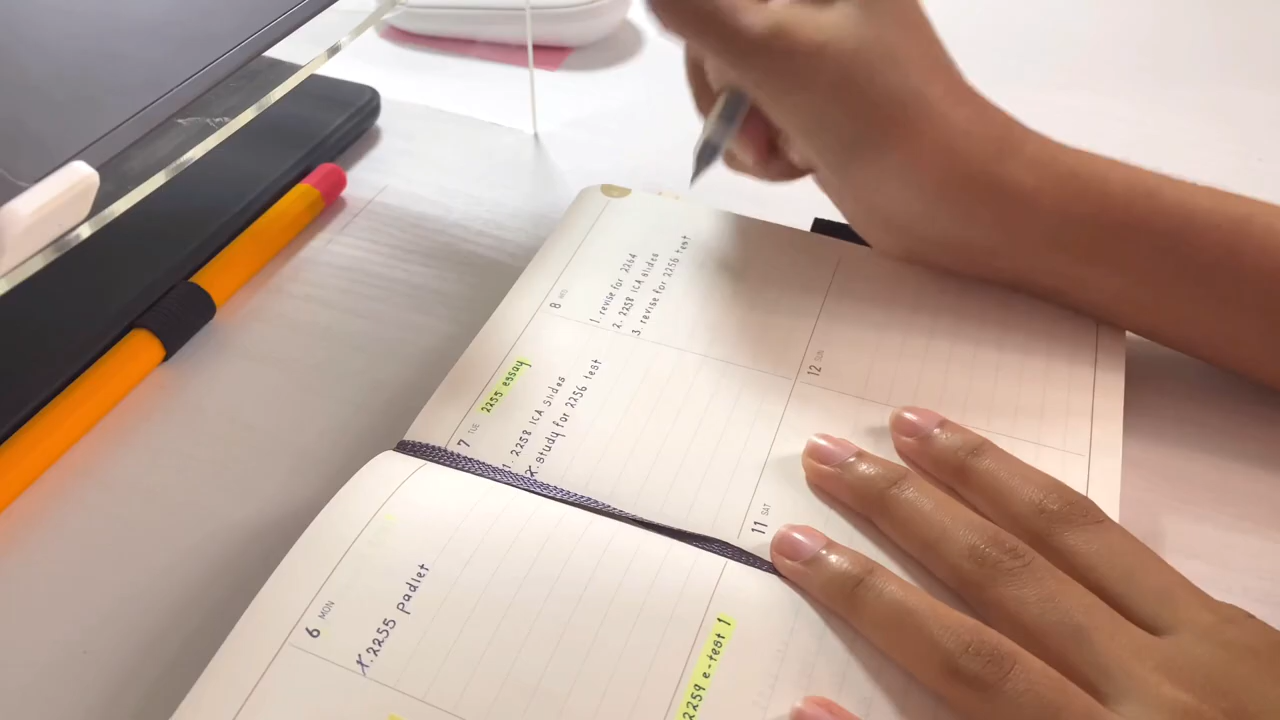 6 MON
X. 2255 padlet
7 TUE
2255 essay
1. 2258 ICA slides
X. study for 2256 test
8 WED
1. revise for 2264
2. 2258 ICA slides
3. revise for 2256 test
2259 e-test 1
11 SAT
12 SUN